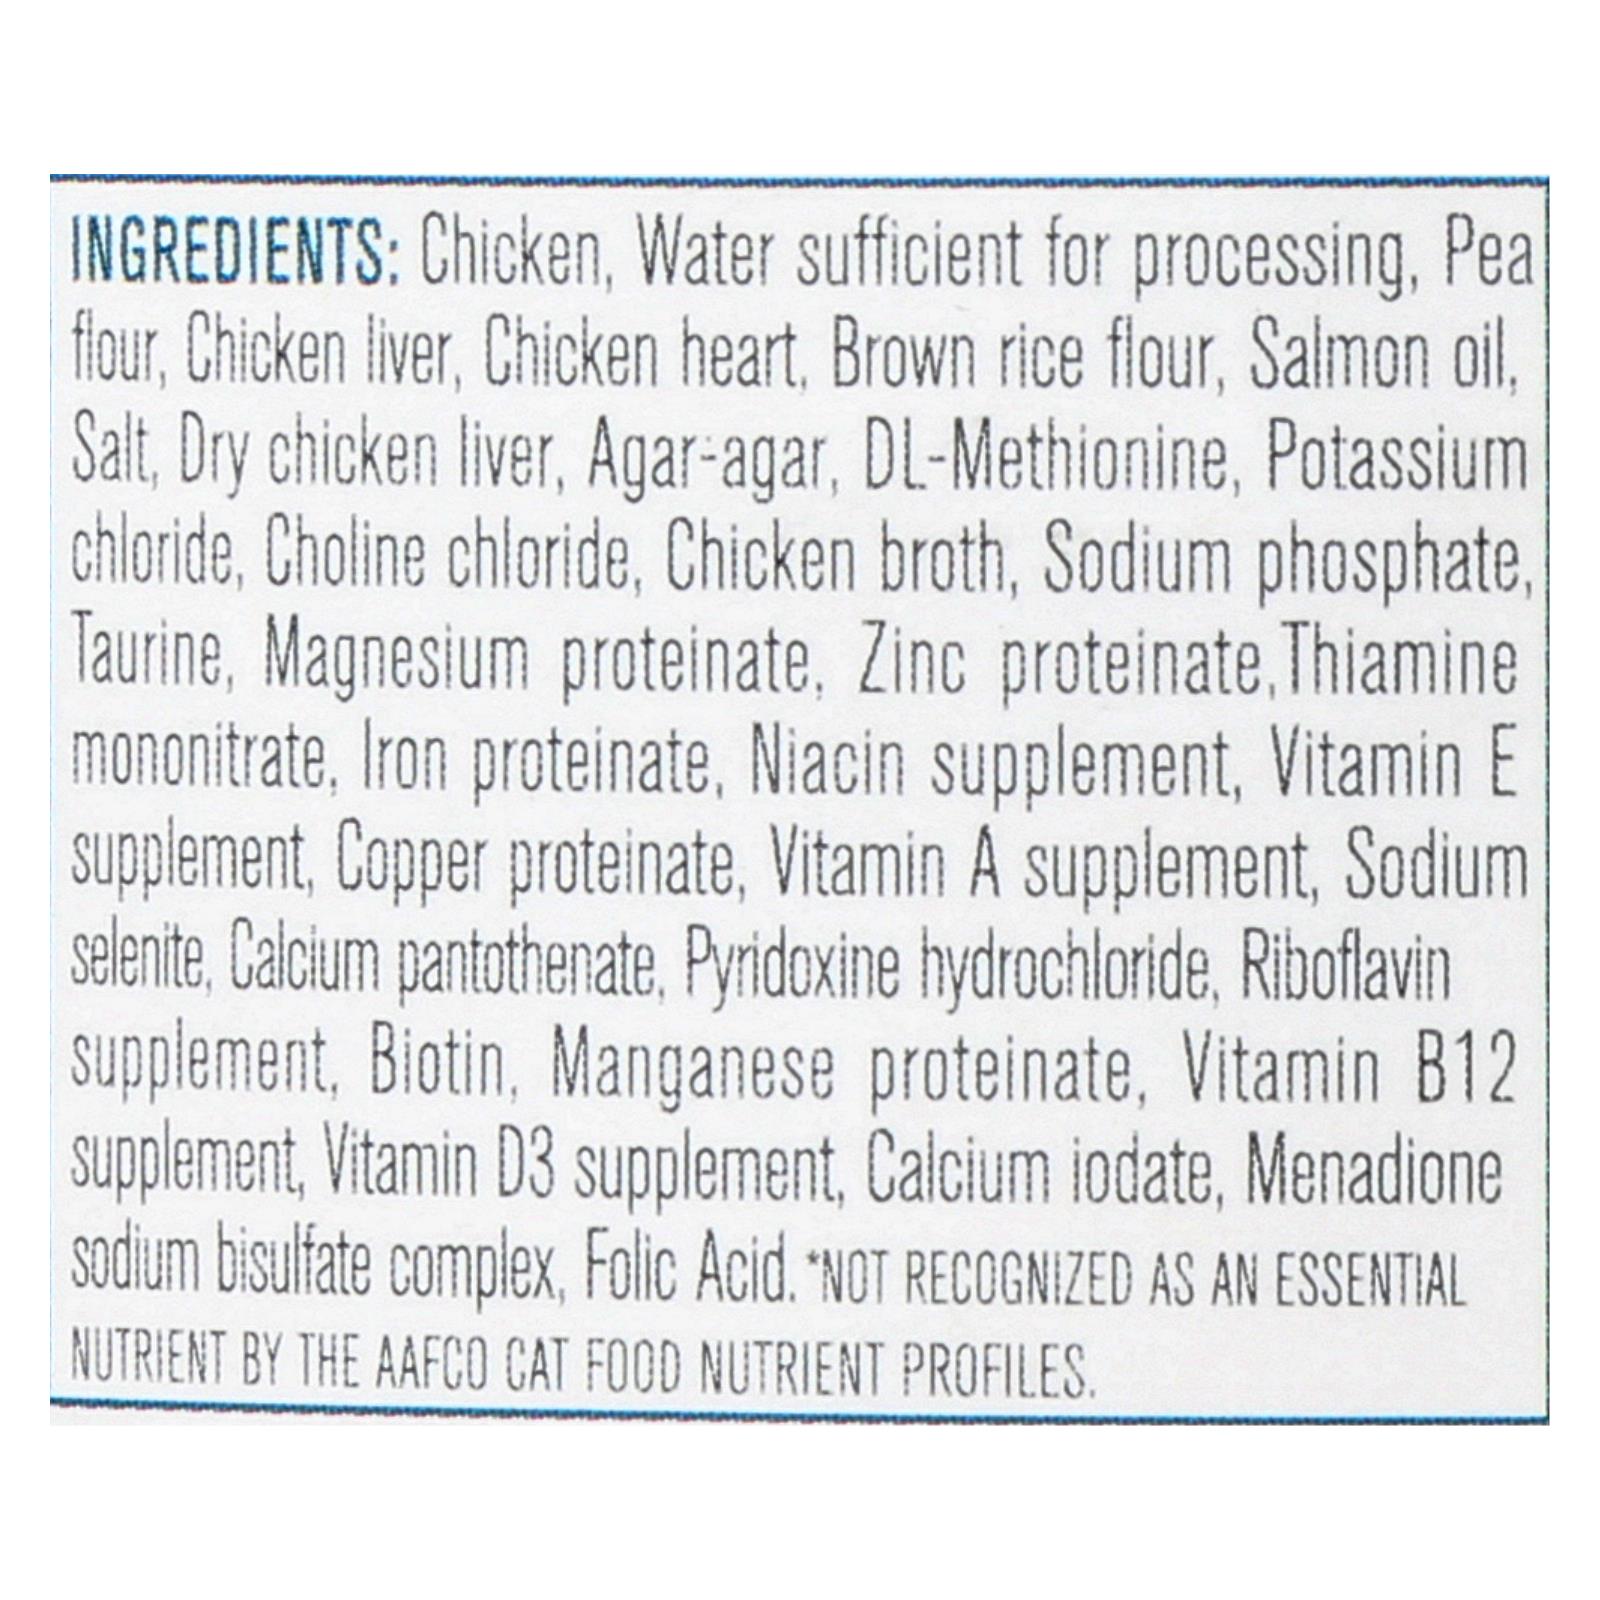 INGREDIENTS: Chicken, Water sufficient for processing, Pea
flour, Chicken liver, Chicken heart, Brown rice flour, Salmon oil,
Salt, Dry chicken liver, Agar-agar, DL-Methionine, Potassium
chloride, Choline chloride, Chicken broth, Sodium phosphate,
Taurine, Magnesium proteinate, Zinc proteinate,Thiamine
mononitrate, Iron proteinate, Niacin supplement, Vitamin E
supplement, Copper proteinate, Vitamin A supplement, Sodium
selenite, Calcium pantothenate, Pyridoxine hydrochloride, Riboflavin
supplement, Biotin, Manganese proteinate, Vitamin B12
supplement, Vitamin D3 supplement, Calcium iodate, Menadione
sodium bisulfate complex, Folic Acid. *NOT RECOGNIZED AS AN ESSENTIAL
NUTRIENT BY THE AAFCO CAT FOOD NUTRIENT PROFILES.